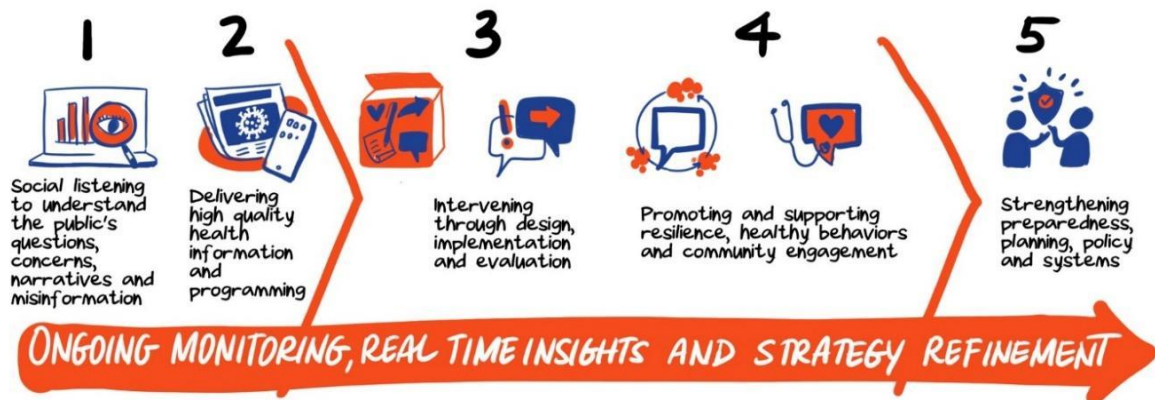 1
Social listening
to understand
the public's
questions,
concerns,
narratives and
misinformation
2
Delivering
high quality
health
information
and
programming
3
Intervening
through design,
implementation
and evaluation
4
Promoting and supporting
resilience, healthy behaviors
and community engagement
5
Strengthening
preparedness,
planning, policy
and systems
ONGOING MONITORING, REAL TIME INSIGHTS AND STRATEGY REFINEMENT